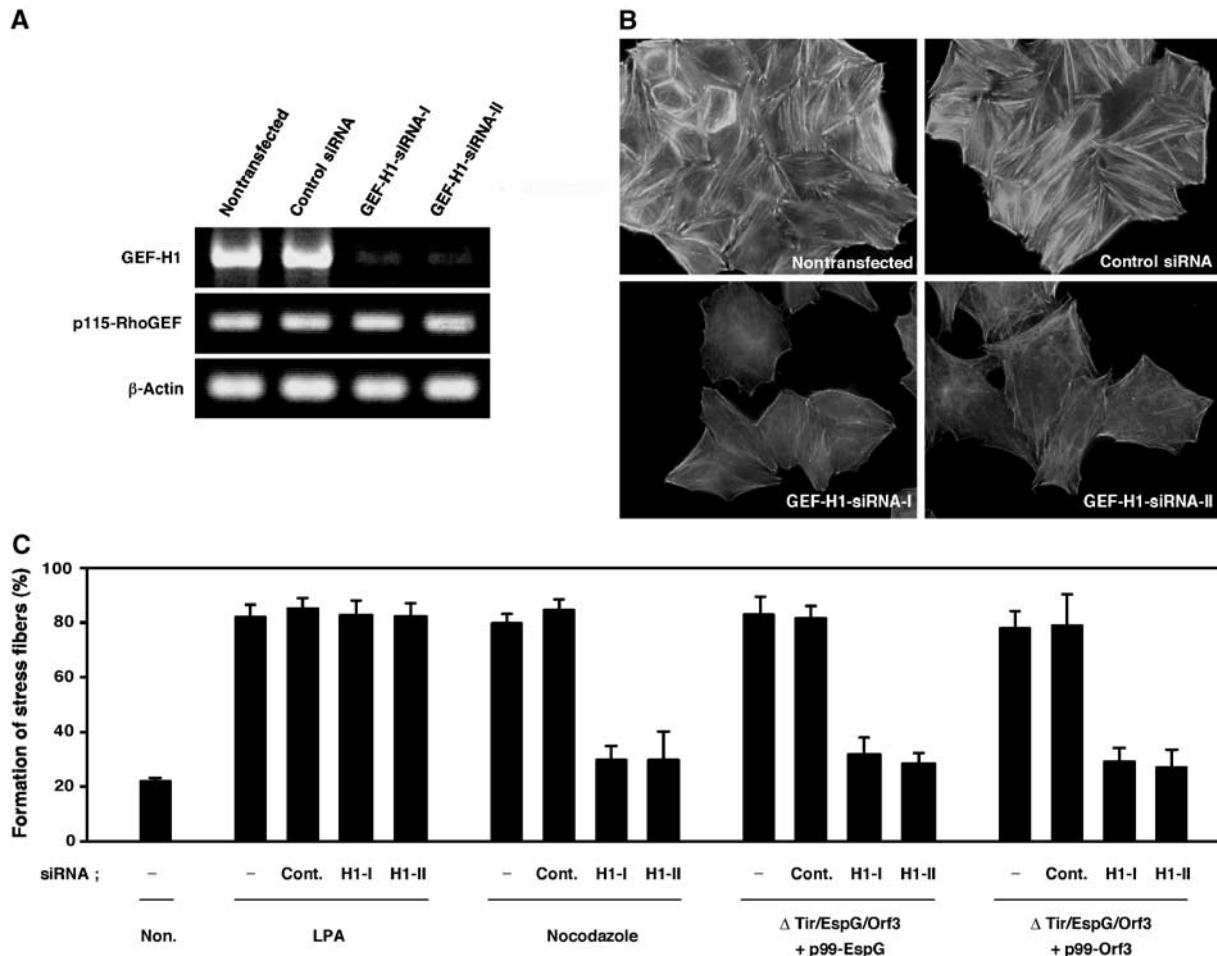 A
Nontransfected
Control siRNA
GEF-H1-siRNA-I
GEF-H1-siRNA-II
GEF-H1
p115-RhoGEF
β-Actin
B
Nontransfected
Control siRNA
GEF-H1-siRNA-I
GEF-H1-siRNA-II
C
Formation of stress fibers (%)
100
80
60
40
20
0
siRNA ; – – Cont. H1-I H1-II – Cont. H1-I H1-II – Cont. H1-I H1-II – Cont. H1-I H1-II
Non. LPA Nocodazole Δ Tir/EspG/Orf3 Δ Tir/EspG/Orf3
+ p99-EspG + p99-Orf3